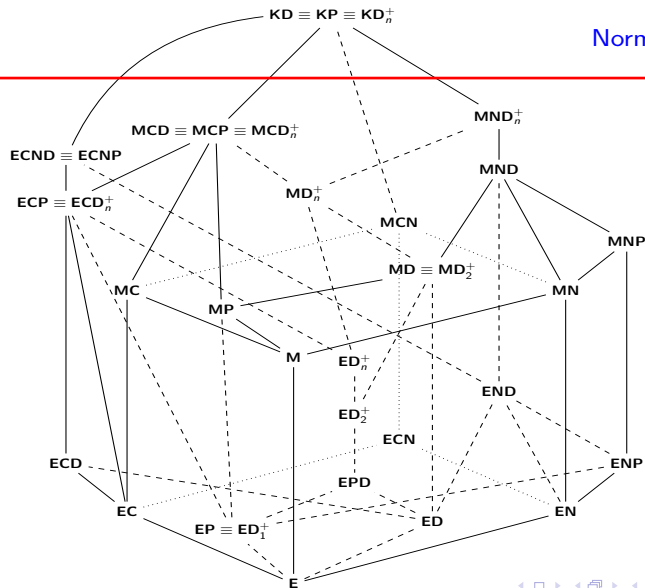 KD ≡ KP ≡ KD⁺ₙ
Norm
MND⁺ₙ
MCD ≡ MCP ≡ MCD⁺ₙ
ECND ≡ ECNP
MND
MD⁺ₙ
ECP ≡ ECD⁺ₙ
MCN
MNP
MD ≡ MD⁺₂
MC
MN
MP
M
ED⁺ₙ
END
ED⁺₂
ECN
ECD
ENP
EPD
EC
EN
ED
EP ≡ ED⁺₁
E